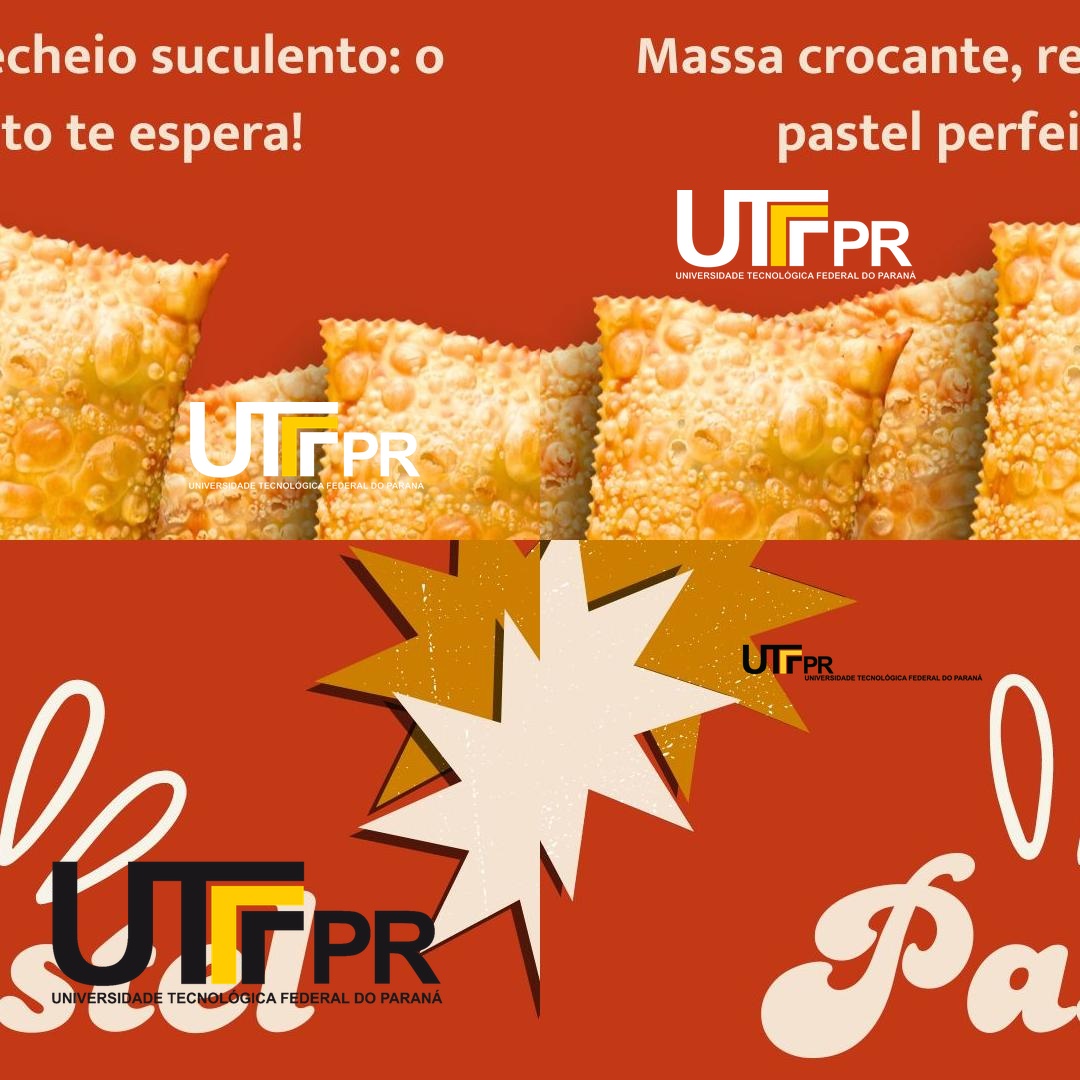 echeio suculento: o
to te espera!
Massa crocante, re
pastel perfei
UTFPR
UNIVERSIDADE TECNOLÓGICA FEDERAL DO PARANÁ
UTFPR
UNIVERSIDADE TECNOLÓGICA FEDERAL DO PARANÁ
UTFPR
UNIVERSIDADE TECNOLÓGICA FEDERAL DO PARANÁ
stel
UTFPR
UNIVERSIDADE TECNOLÓGICA FEDERAL DO PARANÁ
Pa